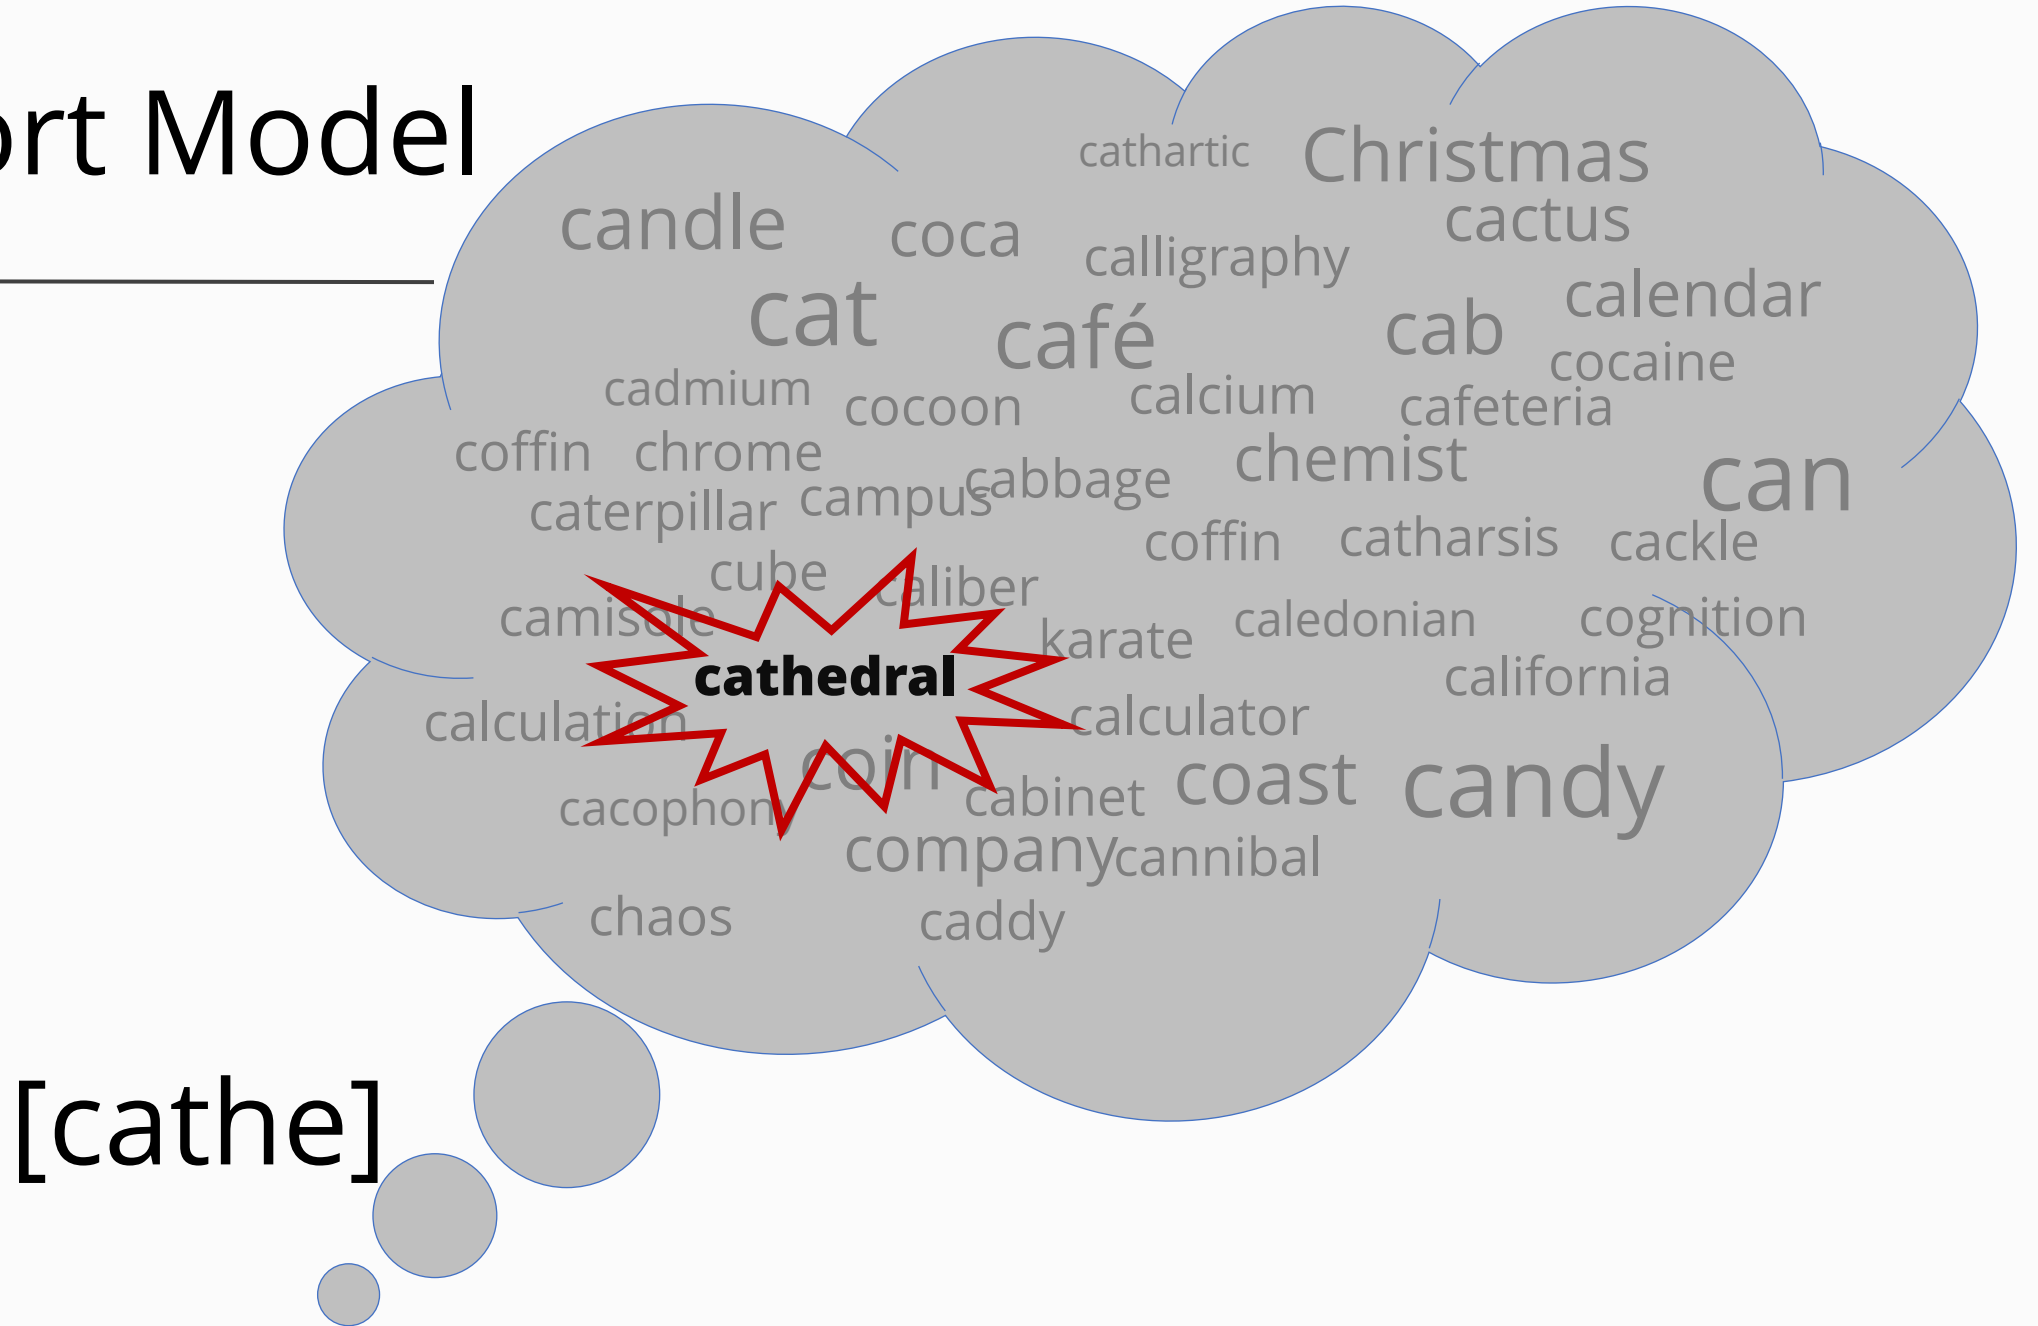 ort Model
cathartic Christmas
candle coca calligraphy cactus
cat café cab calendar
cadmium cocoon calcium cafeteria cocaine
coffin chrome cabbage chemist can
caterpillar campus coffin catharsis cackle
cube caliber
camisole karate caledonian cognition
cathedral california
calculation calculator
coin cabinet coast candy
cacophony
company cannibal
chaos caddy
[cathe]